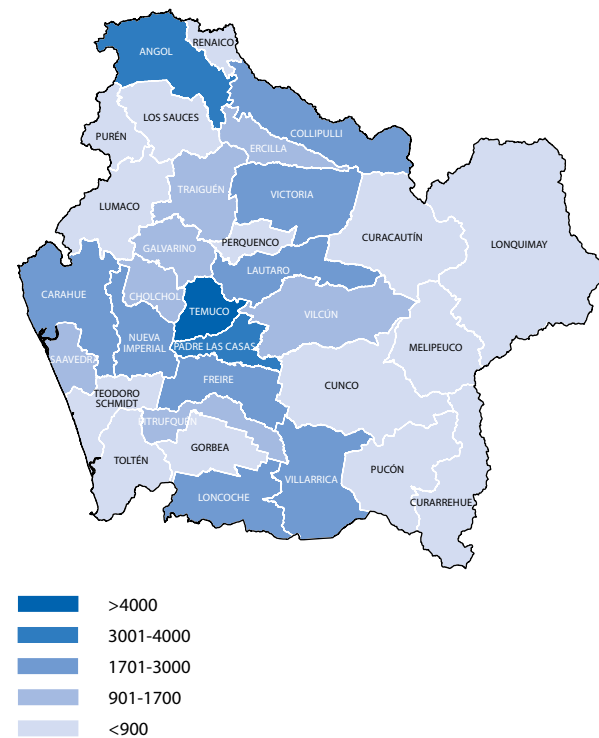 RENAICO
ANGOL
LOS SAUCES
COLLIPULLI
PURÉN
ERCILLA
TRAIGUÉN
VICTORIA
LUMACO
CURACAUTÍN
PERQUENCO
LONQUIMAY
GALVARINO
LAUTARO
CARAHUE
CHOLCHOL
TEMUCO
VILCÚN
NUEVA
IMPERIAL
PADRE LAS CASAS
MELIPEUCO
SAAVEDRA
FREIRE
CUNCO
TEODORO
SCHMIDT
PITRUFQUÉN
GORBEA
TOLTÉN
PUCÓN
VILLARRICA
LONCOCHE
CURARREHUE
>4000
3001-4000
1701-3000
901-1700
<900